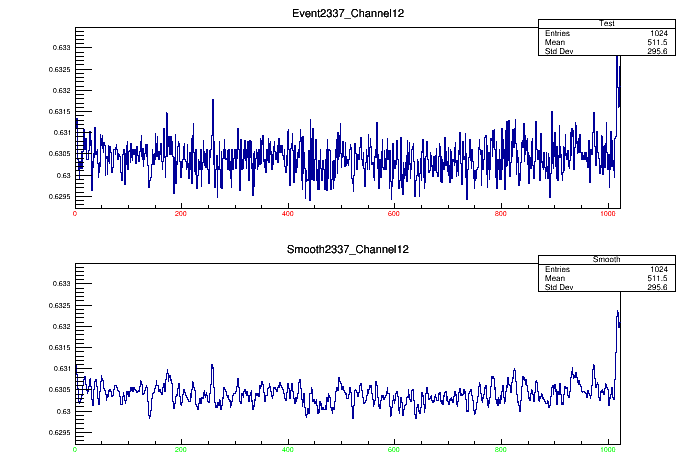 Event2337_Channel12
Test
Entries 1024
Mean 511.5
Std Dev 295.6
0.633
0.6325
0.632
0.6315
0.631
0.6305
0.63
0.6295
0 200 400 600 800 1000
Smooth2337_Channel12
Smooth
Entries 1024
Mean 511.5
Std Dev 295.6
0.633
0.6325
0.632
0.6315
0.631
0.6305
0.63
0.6295
0 200 400 600 800 1000